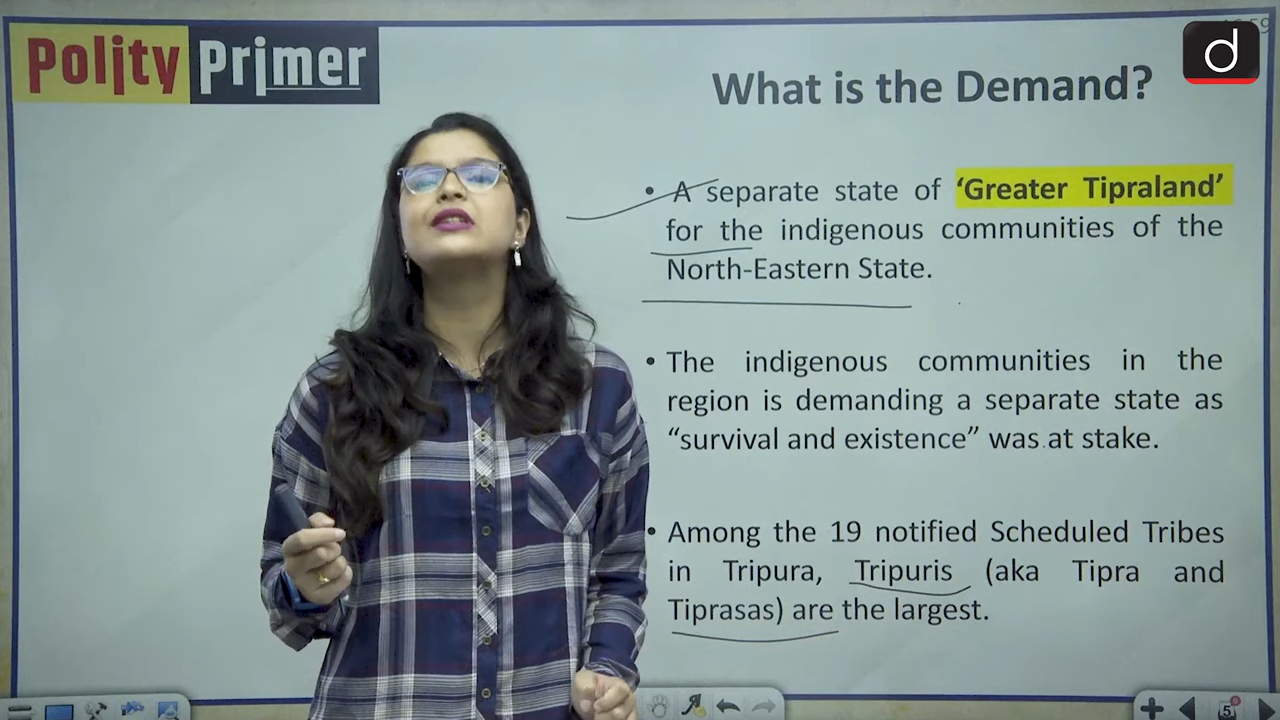 Polity Primer
d
What is the Demand?
• A separate state of ‘Greater Tipraland’
for the indigenous communities of the
North-Eastern State.
• The indigenous communities in the
region is demanding a separate state as
“survival and existence” was at stake.
• Among the 19 notified Scheduled Tribes
in Tripura, Tripuris (aka Tipra and
Tiprasas) are the largest.
5